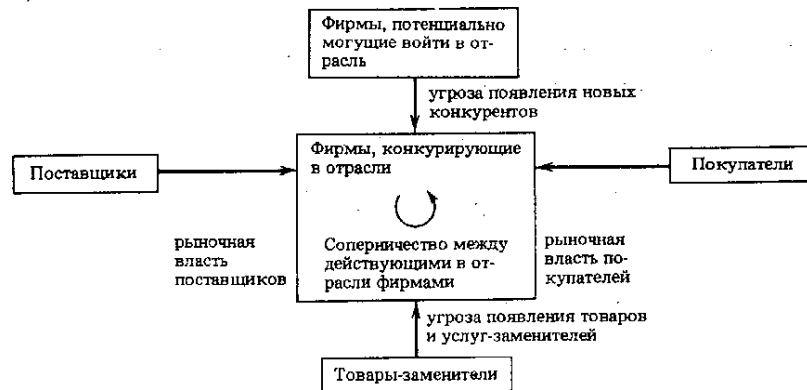 Фирмы, потенциально
могущие войти в от-
расль
угроза появления новых
конкурентов
Поставщики
Фирмы, конкурирующие
в отрасли
Покупатели
рыночная
власть
поставщиков
Соперничество между
действующими в от-
расли фирмами
рыночная
власть по-
купателей
угроза появления товаров
и услуг-заменителей
Товары-заменители